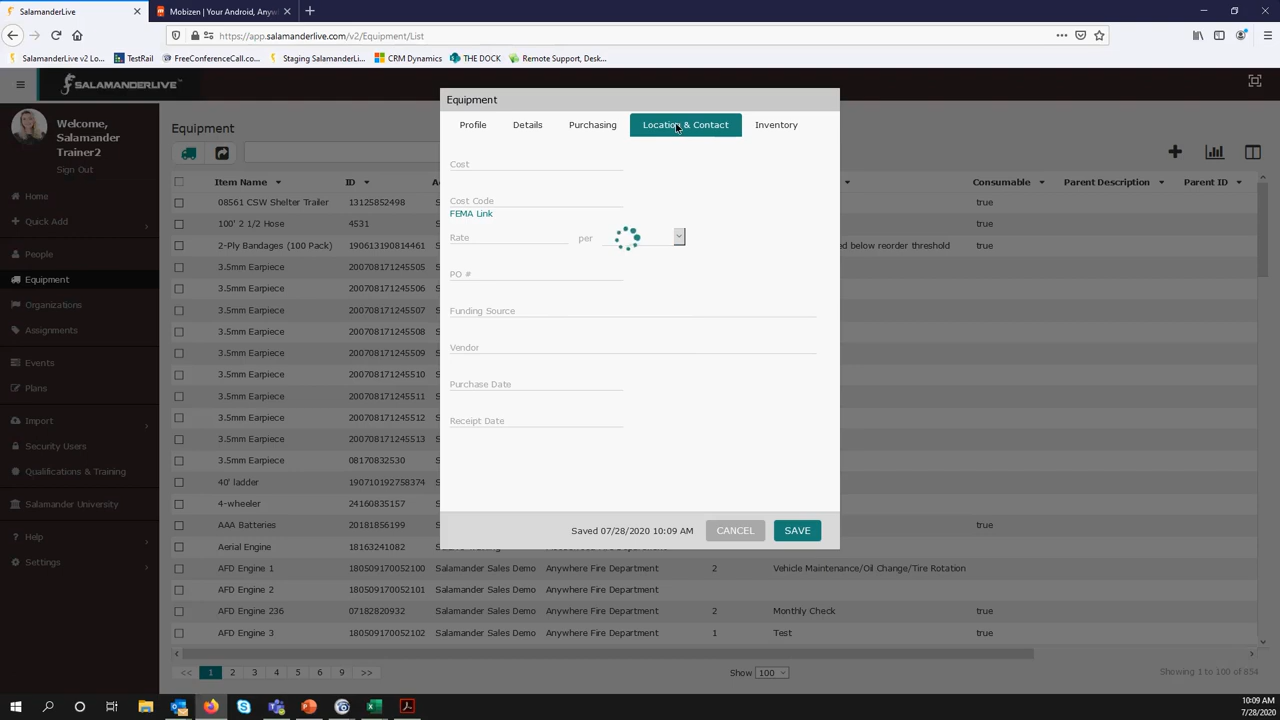 SalamanderLive
Mobizen | Your Android, Anyw
https://app.salamanderlive.com/v2/Equipment/List
SalamanderLive v2 Lo... TestRail FreeConferenceCall.co... Staging SalamanderLi... CRM Dynamics THE DOCK Remote Support, Desk...
SALAMANDERLIVE™
Welcome,
Salamander
Trainer2
Sign Out
Home
Quick Add
People
Equipment
Organizations
Assignments
Events
Plans
Import
Security Users
Qualifications & Training
Salamander University
Help
Settings
Equipment
Equipment
Profile Details Purchasing Location & Contact Inventory
Cost
Cost Code
FEMA Link
Rate per
PO #
Funding Source
Vendor
Purchase Date
Receipt Date
Saved 07/28/2020 10:09 AM CANCEL SAVE
Item Name ID Consumable Parent Description Parent ID
08561 CSW Shelter Trailer 13125852498 true
100' 2 1/2 Hose 4531 true
2-Ply Bandages (100 Pack) 190613190814461 ed below reorder threshold true
3.5mm Earpiece 200708171245505
3.5mm Earpiece 200708171245506
3.5mm Earpiece 200708171245507
3.5mm Earpiece 200708171245508
3.5mm Earpiece 200708171245509
3.5mm Earpiece 200708171245510
3.5mm Earpiece 200708171245511
3.5mm Earpiece 200708171245512
3.5mm Earpiece 200708171245513
3.5mm Earpiece 08170832530
40' ladder 190710192758374
4-wheeler 24160835157
AAA Batteries 20181856199 true
Aerial Engine 18163241082
AFD Engine 1 180509170052100 Salamander Sales Demo Anywhere Fire Department 2 Vehicle Maintenance/Oil Change/Tire Rotation
AFD Engine 2 180509170052101 Salamander Sales Demo Anywhere Fire Department
AFD Engine 236 07182820932 Salamander Sales Demo Anywhere Fire Department 2 Monthly Check true
AFD Engine 3 180509170052102 Salamander Sales Demo Anywhere Fire Department 1 Test true
<< 1 2 3 4 5 6 9 >> Show 100 Showing 1 to 100 of 854
10:09 AM
7/28/2020